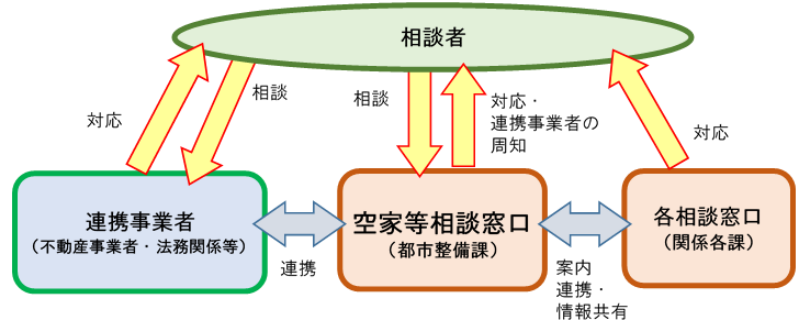 相談者
対応
相談
相談
対応・
連携事業者の
周知
対応
連携事業者
（不動産事業者・法務関係等）
連携
空家等相談窓口
（都市整備課）
案内
連携・
情報共有
各相談窓口
（関係各課）